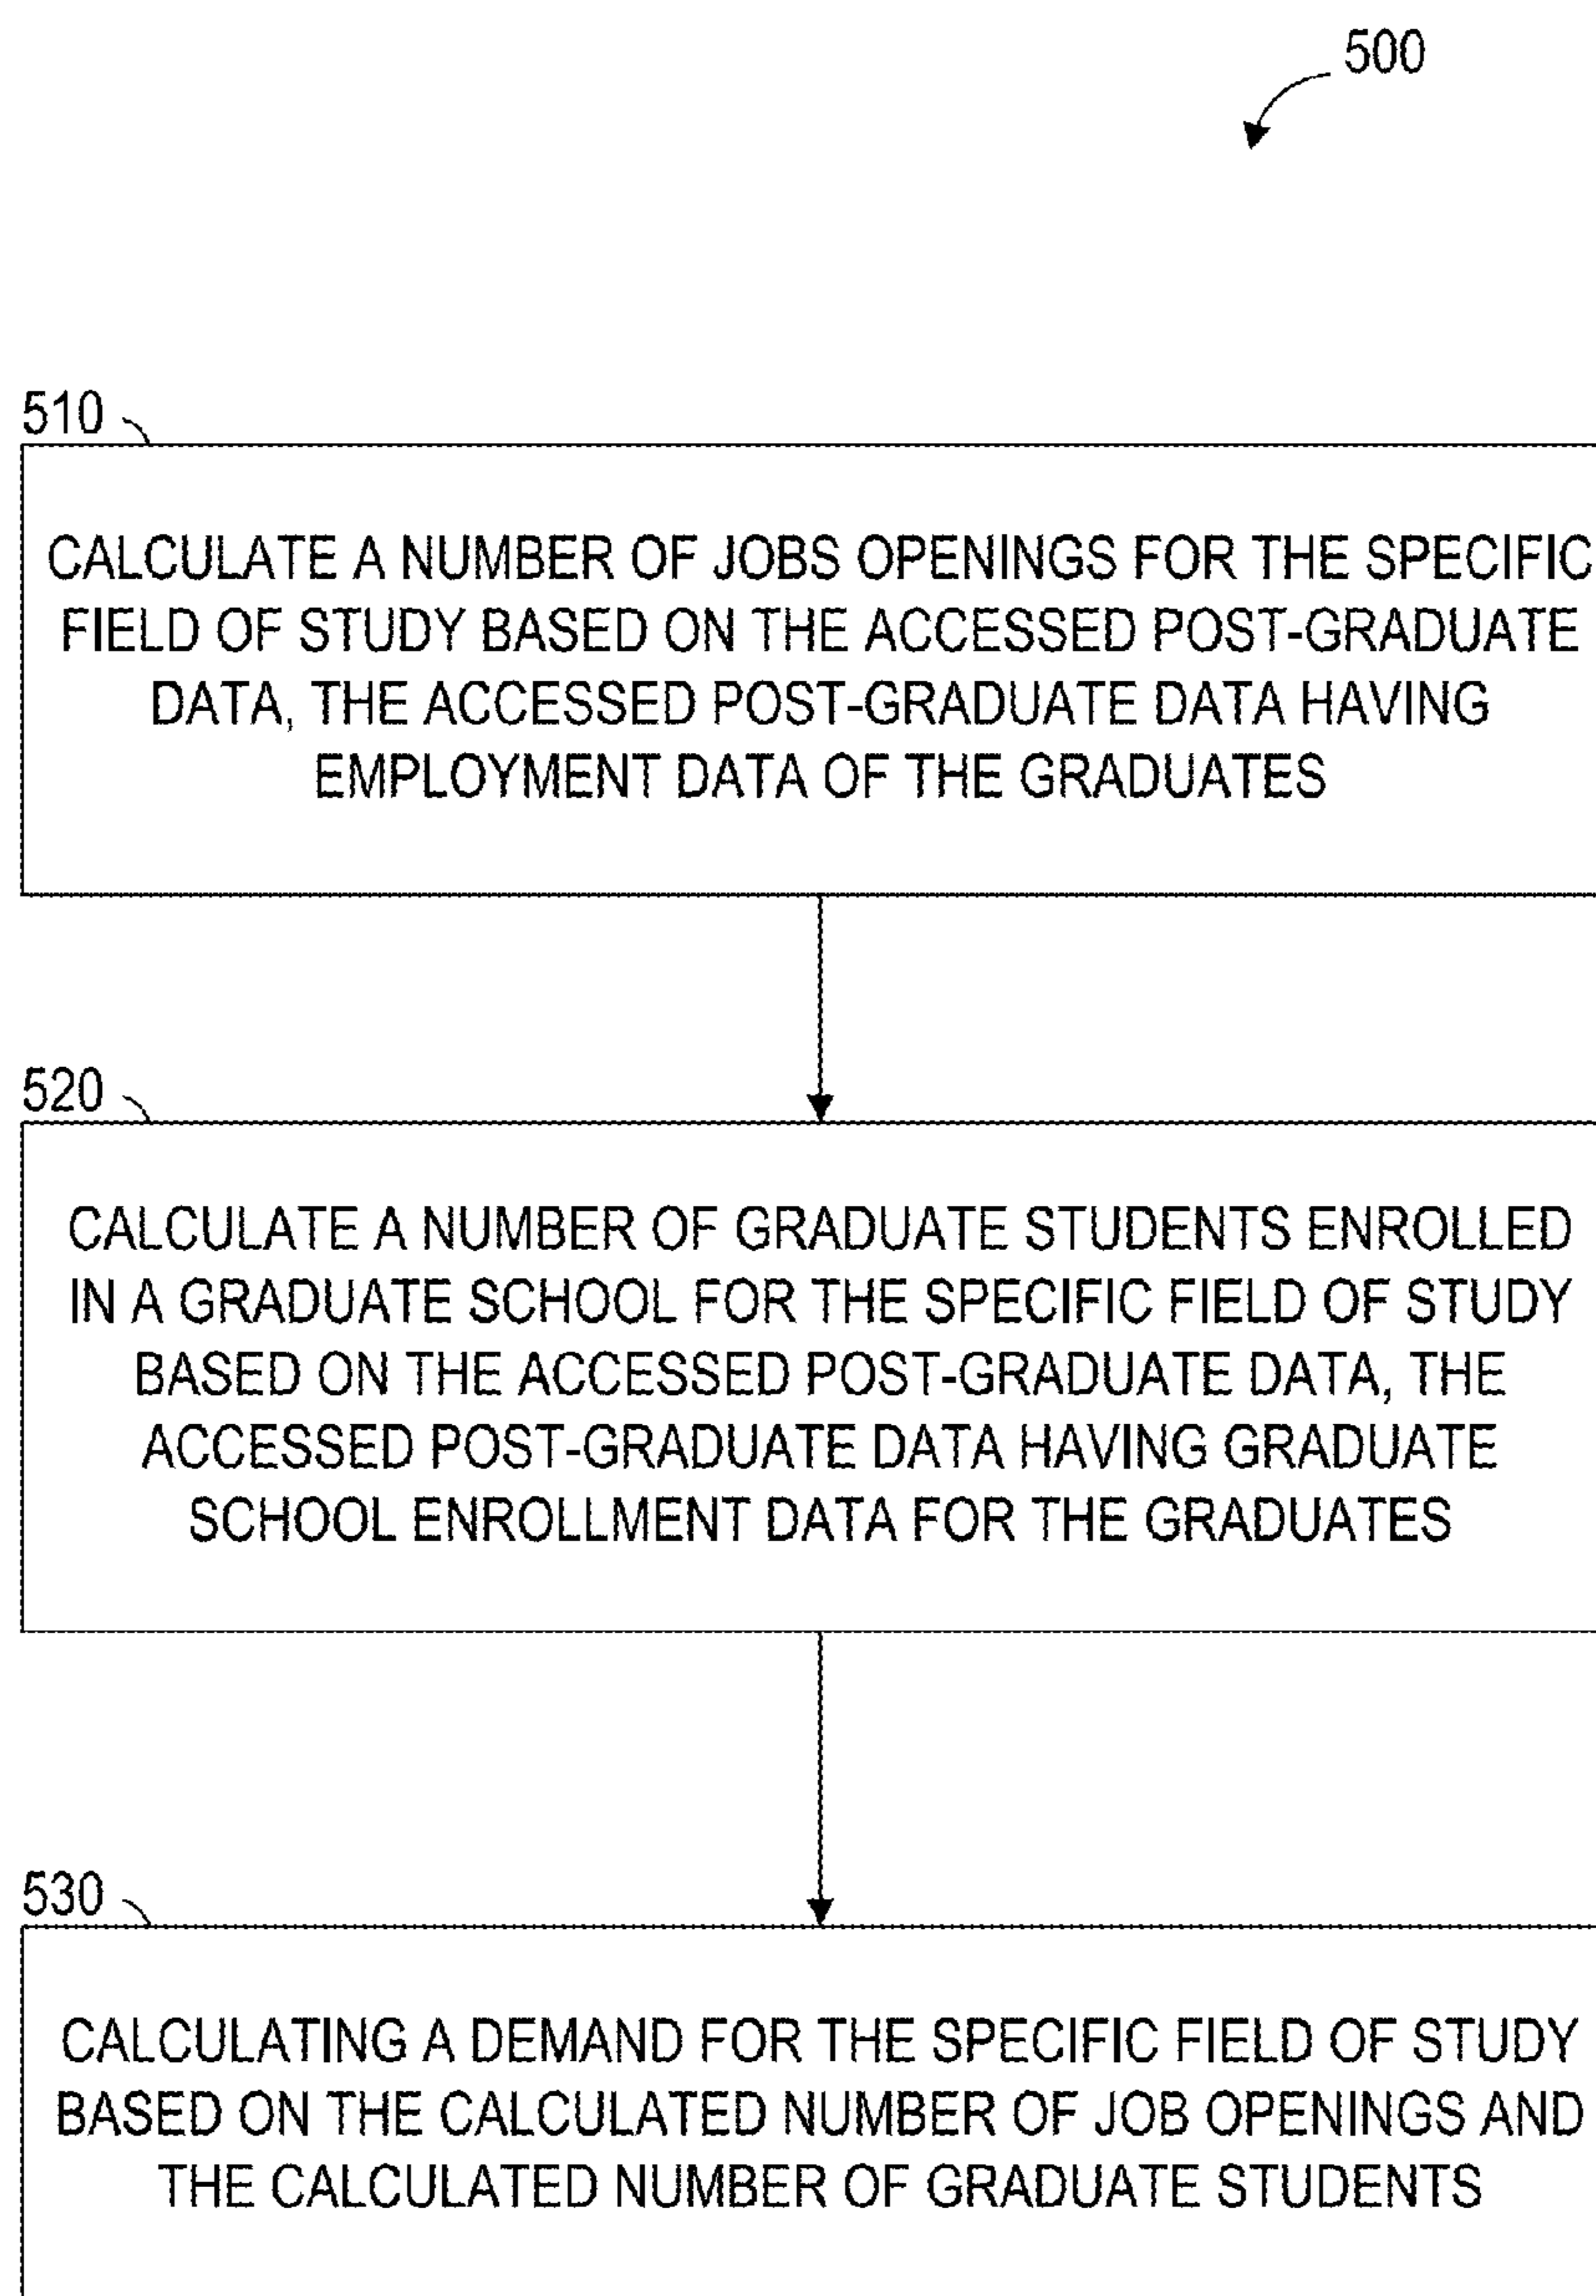 500
510
CALCULATE A NUMBER OF JOBS OPENINGS FOR THE SPECIFIC
FIELD OF STUDY BASED ON THE ACCESSED POST-GRADUATE
DATA, THE ACCESSED POST-GRADUATE DATA HAVING
EMPLOYMENT DATA OF THE GRADUATES
520
CALCULATE A NUMBER OF GRADUATE STUDENTS ENROLLED
IN A GRADUATE SCHOOL FOR THE SPECIFIC FIELD OF STUDY
BASED ON THE ACCESSED POST-GRADUATE DATA, THE
ACCESSED POST-GRADUATE DATA HAVING GRADUATE
SCHOOL ENROLLMENT DATA FOR THE GRADUATES
530
CALCULATING A DEMAND FOR THE SPECIFIC FIELD OF STUDY
BASED ON THE CALCULATED NUMBER OF JOB OPENINGS AND
THE CALCULATED NUMBER OF GRADUATE STUDENTS